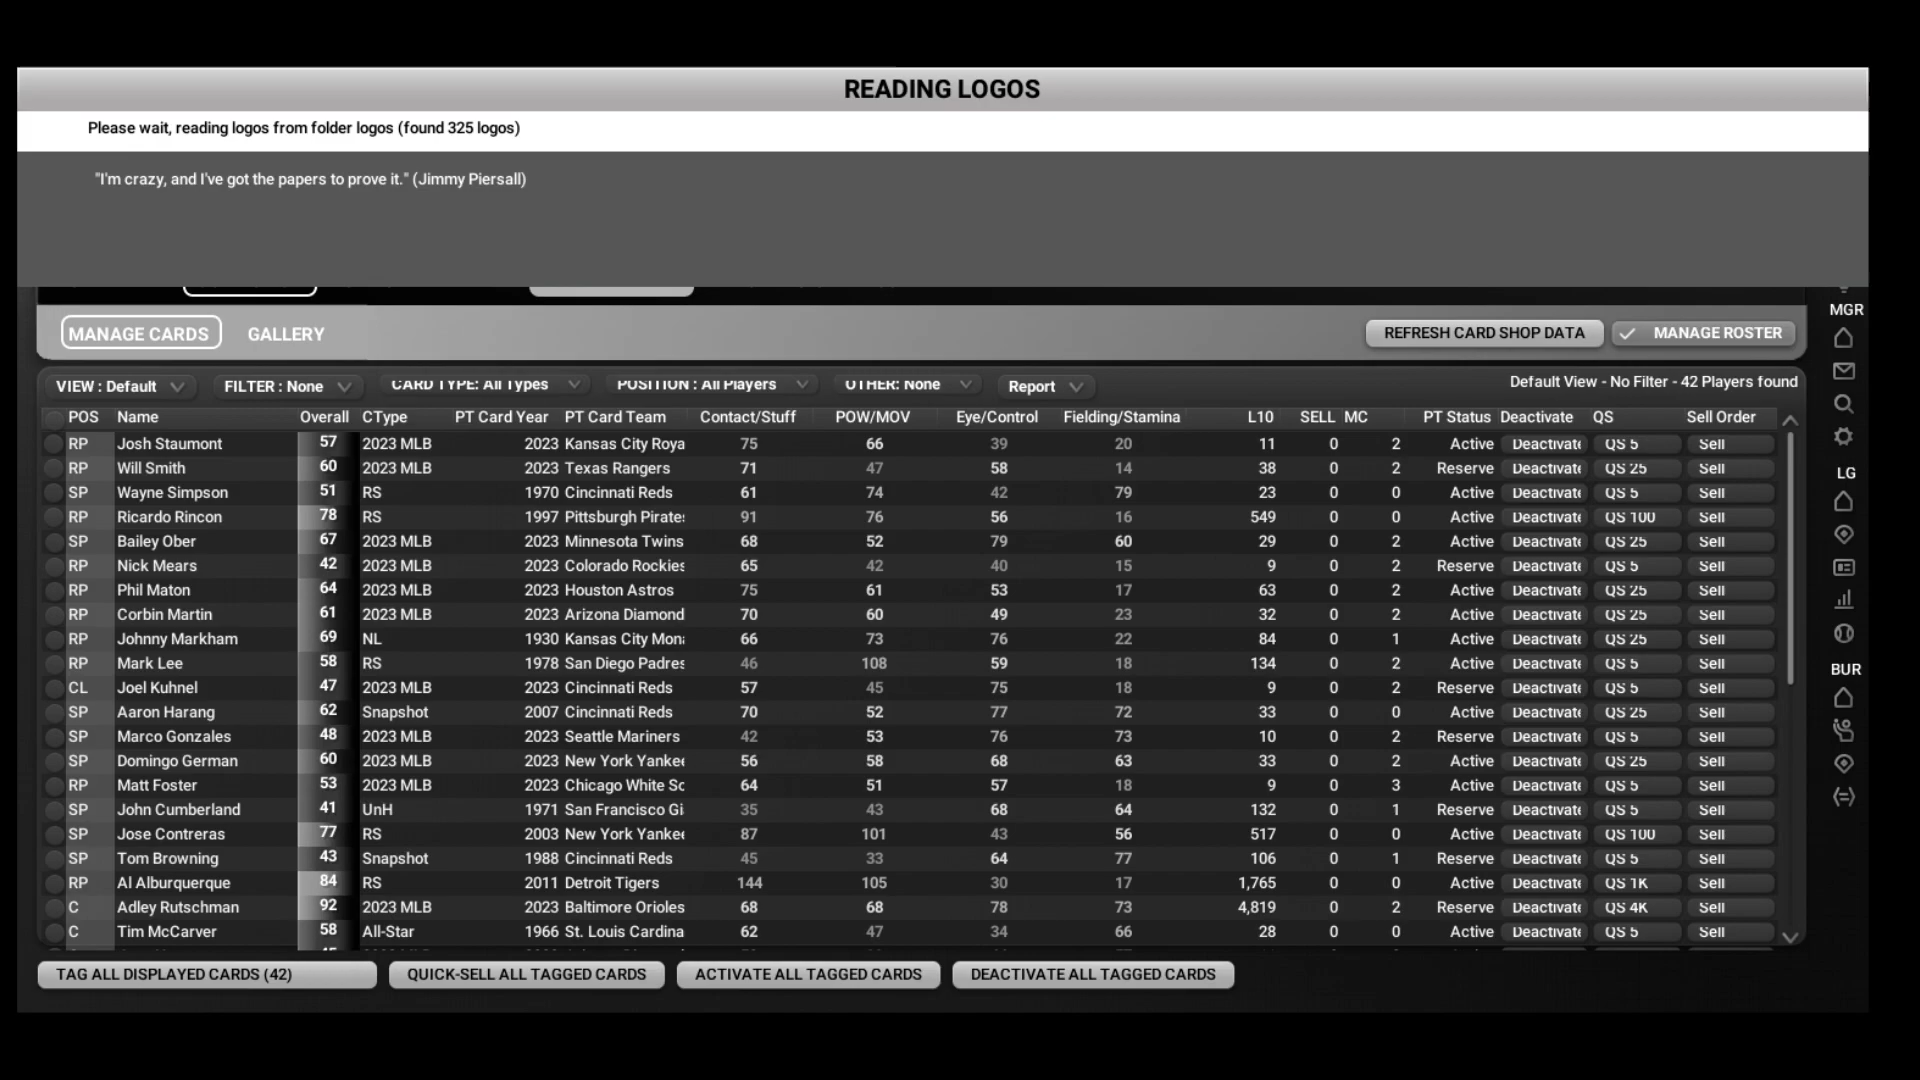 READING LOGOS
Please wait, reading logos from folder logos (found 325 logos)
"I'm crazy, and I've got the papers to prove it." (Jimmy Piersall)
MANAGE CARDS GALLERY REFRESH CARD SHOP DATA MANAGE ROSTER
VIEW : Default FILTER : None CARD TYPE: All Types POSITION : All Players OTHER: None Report Default View - No Filter - 42 Players found
POS Name Overall CType PT Card Year PT Card Team Contact/Stuff POW/MOV Eye/Control Fielding/Stamina L10 SELL MC PT Status Deactivate QS Sell Order
RP Josh Staumont 57 2023 MLB 2023 Kansas City Roya 75 66 39 20 11 0 2 Active Deactivate QS 5 Sell
RP Will Smith 60 2023 MLB 2023 Texas Rangers 71 47 58 14 38 0 2 Reserve Deactivate QS 25 Sell
SP Wayne Simpson 51 RS 1970 Cincinnati Reds 61 74 42 79 23 0 0 Active Deactivate QS 5 Sell
RP Ricardo Rincon 78 RS 1997 Pittsburgh Pirates 91 76 56 16 549 0 0 Active Deactivate QS 100 Sell
SP Bailey Ober 67 2023 MLB 2023 Minnesota Twins 68 52 79 60 29 0 2 Active Deactivate QS 25 Sell
RP Nick Mears 42 2023 MLB 2023 Colorado Rockies 65 42 40 15 9 0 2 Reserve Deactivate QS 5 Sell
RP Phil Maton 64 2023 MLB 2023 Houston Astros 75 61 53 17 63 0 2 Active Deactivate QS 25 Sell
RP Corbin Martin 61 2023 MLB 2023 Arizona Diamond 70 60 49 23 32 0 2 Active Deactivate QS 25 Sell
RP Johnny Markham 69 NL 1930 Kansas City Mon 66 73 76 22 84 0 1 Active Deactivate QS 25 Sell
RP Mark Lee 58 RS 1978 San Diego Padres 46 108 59 18 134 0 2 Active Deactivate QS 5 Sell
CL Joel Kuhnel 47 2023 MLB 2023 Cincinnati Reds 57 45 75 18 9 0 2 Reserve Deactivate QS 5 Sell
SP Aaron Harang 62 Snapshot 2007 Cincinnati Reds 70 52 77 72 33 0 0 Active Deactivate QS 25 Sell
SP Marco Gonzales 48 2023 MLB 2023 Seattle Mariners 42 53 76 73 10 0 2 Reserve Deactivate QS 5 Sell
SP Domingo German 60 2023 MLB 2023 New York Yankee 56 58 68 63 33 0 2 Active Deactivate QS 25 Sell
RP Matt Foster 53 2023 MLB 2023 Chicago White So 64 51 57 18 9 0 3 Active Deactivate QS 5 Sell
SP John Cumberland 41 UnH 1971 San Francisco Gi 35 43 68 64 132 0 1 Reserve Deactivate QS 5 Sell
SP Jose Contreras 77 RS 2003 New York Yankee 87 101 43 56 517 0 0 Active Deactivate QS 100 Sell
SP Tom Browning 43 Snapshot 1988 Cincinnati Reds 45 33 64 77 106 0 1 Reserve Deactivate QS 5 Sell
RP Al Alburquerque 84 RS 2011 Detroit Tigers 144 105 30 17 1,765 0 0 Active Deactivate QS 1K Sell
C Adley Rutschman 92 2023 MLB 2023 Baltimore Orioles 68 68 78 73 4,819 0 2 Reserve Deactivate QS 4K Sell
C Tim McCarver 58 All-Star 1966 St. Louis Cardina 62 47 34 66 28 0 0 Active Deactivate QS 5 Sell
TAG ALL DISPLAYED CARDS (42) QUICK-SELL ALL TAGGED CARDS ACTIVATE ALL TAGGED CARDS DEACTIVATE ALL TAGGED CARDS
MGR
LG
BUR